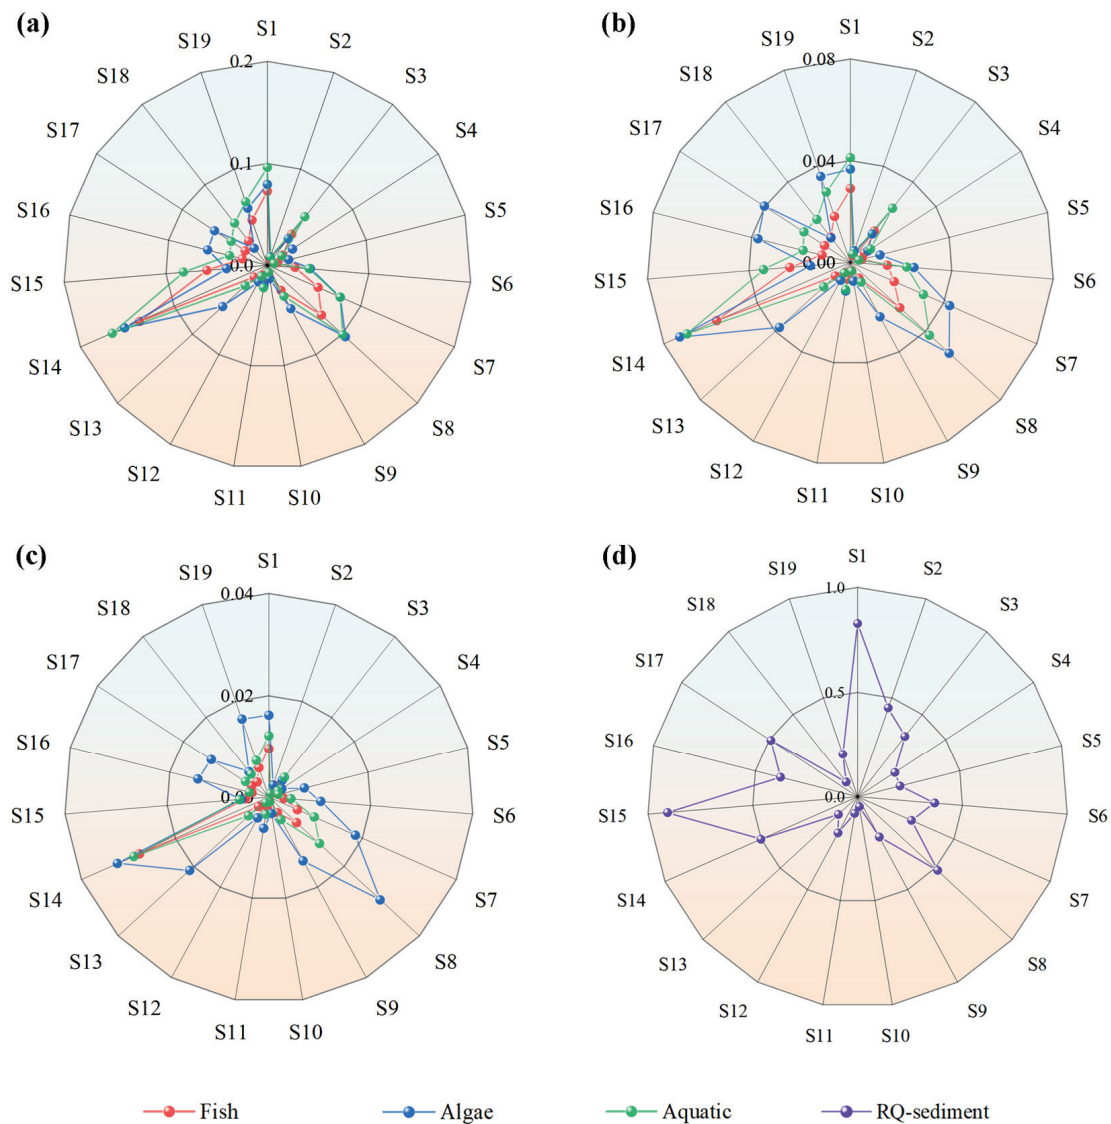 (a)
S1
S2
S3
S4
S5
S6
S7
S8
S9
S10
S11
S12
S13
S14
S15
S16
S17
S18
S19
0.2
0.1
0.0
(b)
S1
S2
S3
S4
S5
S6
S7
S8
S9
S10
S11
S12
S13
S14
S15
S16
S17
S18
S19
0.08
0.04
0.00
(c)
S1
S2
S3
S4
S5
S6
S7
S8
S9
S10
S11
S12
S13
S14
S15
S16
S17
S18
S19
0.04
0.02
(d)
S1
S2
S3
S4
S5
S6
S7
S8
S9
S10
S11
S12
S13
S14
S15
S16
S17
S18
S19
1.0
0.5
0.0
Fish Algae Aquatic RQ-sediment